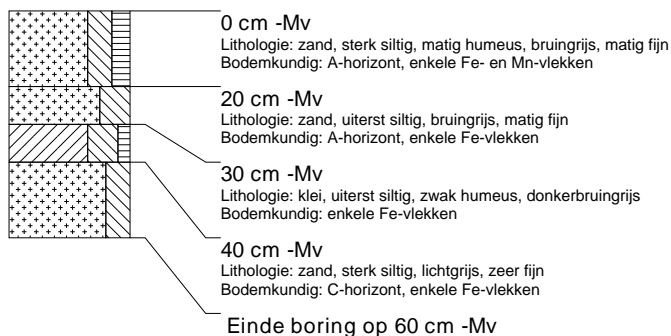 0 cm -Mv
Lithologie: zand, sterk siltig, matig humeus, bruingrijs, matig fijn
Bodemkundig: A-horizont, enkele Fe- en Mn-vlekken
20 cm -Mv
Lithologie: zand, uiterst siltig, bruingrijs, matig fijn
Bodemkundig: A-horizont, enkele Fe-vlekken
30 cm -Mv
Lithologie: klei, uiterst siltig, zwak humeus, donkerbruingrijs
Bodemkundig: enkele Fe-vlekken
40 cm -Mv
Lithologie: zand, sterk siltig, lichtgrijs, zeer fijn
Bodemkundig: C-horizont, enkele Fe-vlekken
Einde boring op 60 cm -Mv